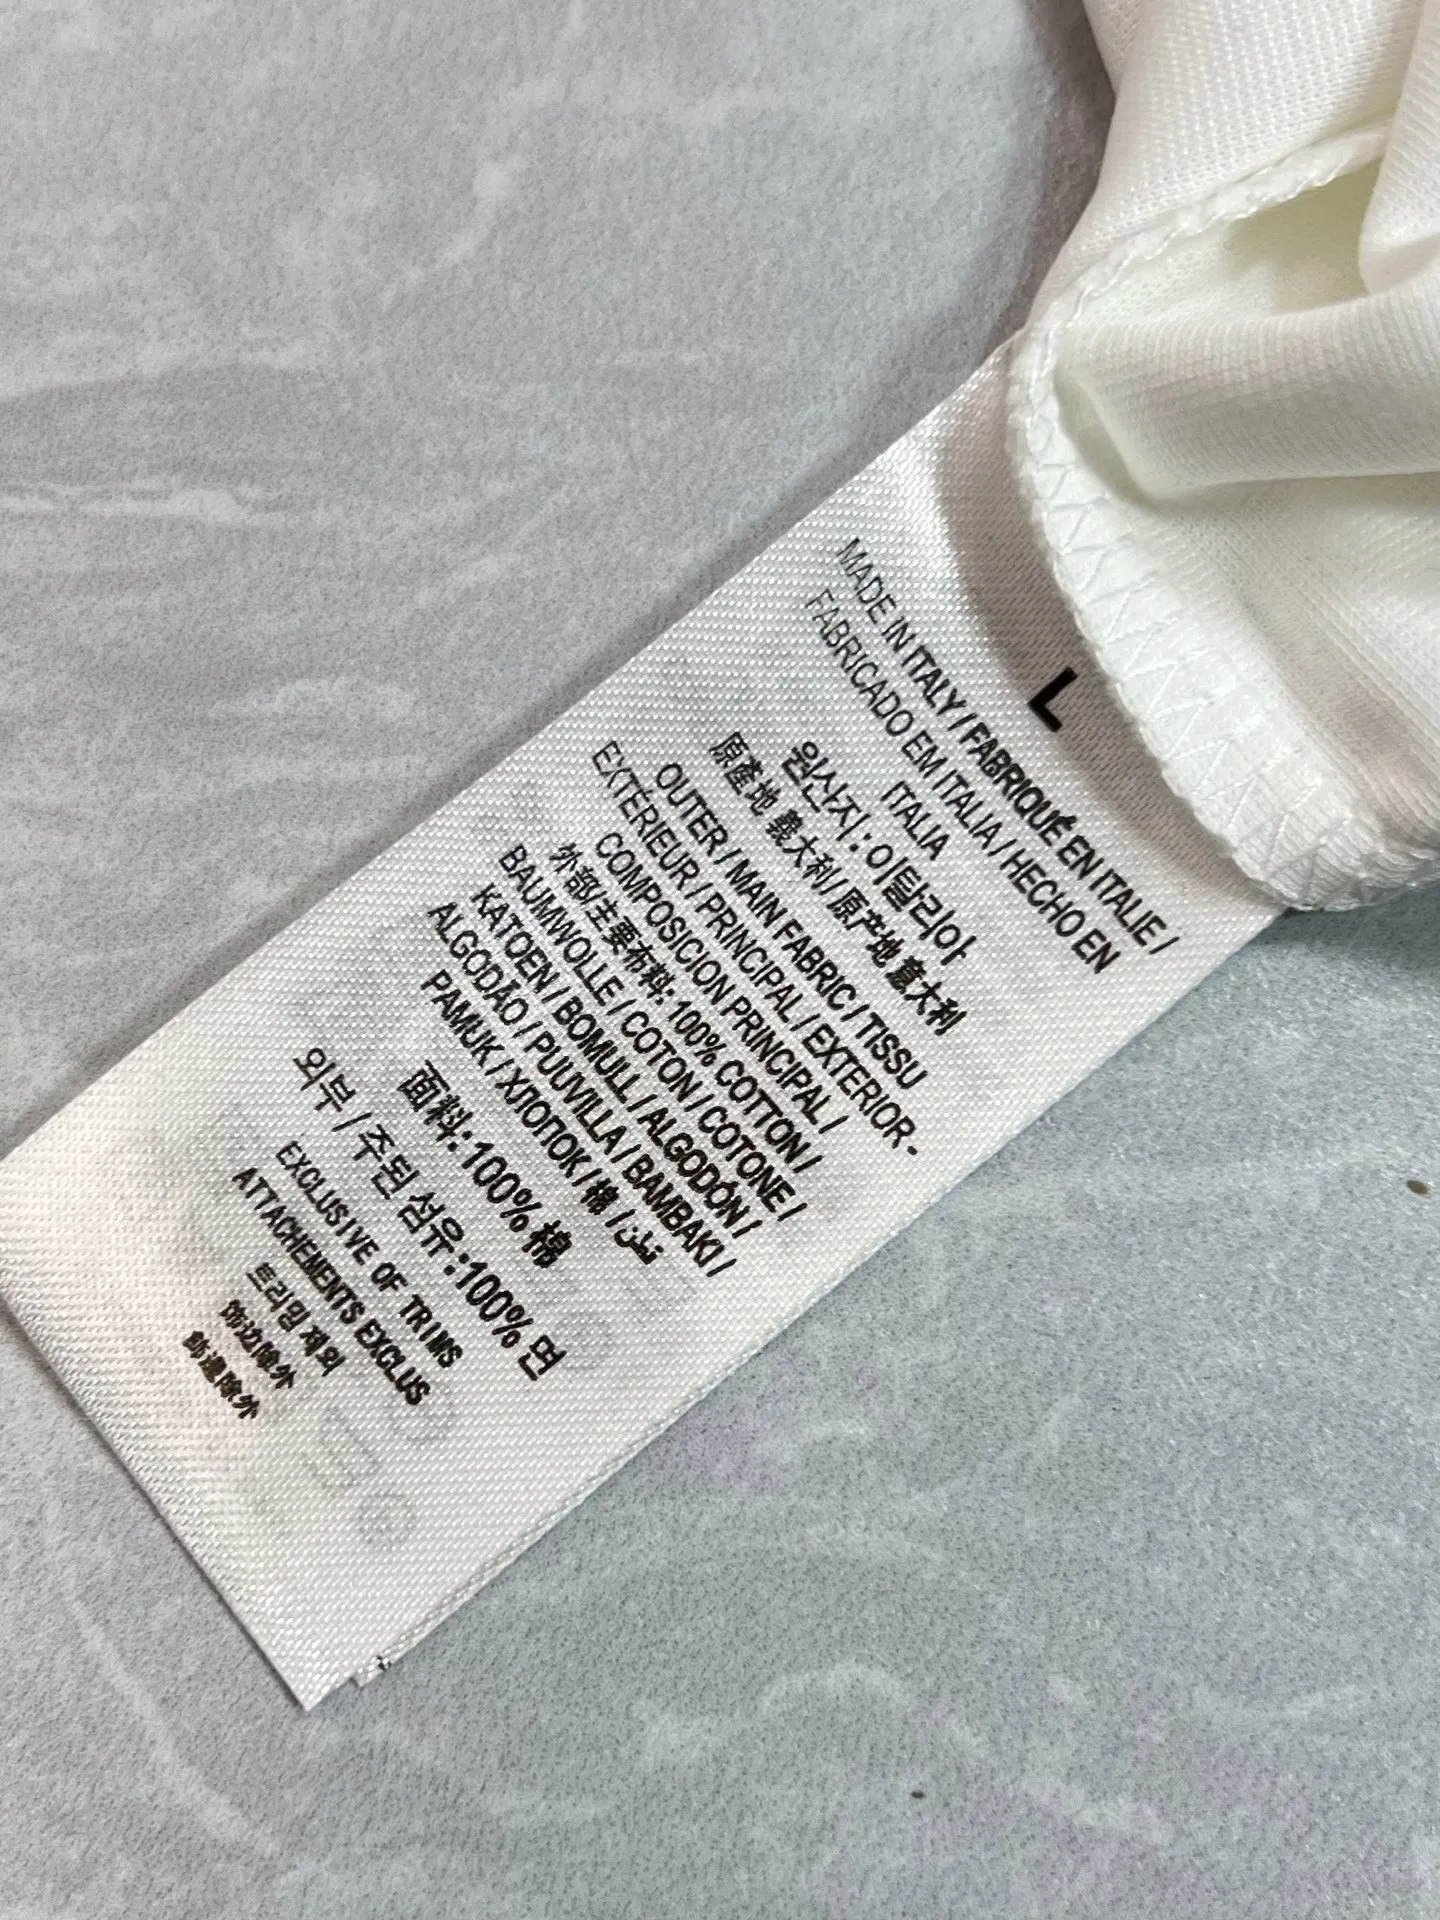 L
MADE IN ITALY / FABRIQUÉ EN ITALIE /
FABRICADO EM ITALIA / HECHO EN
ITALIA
원산지 : 이탈리아
原產地 義大利 / 原产地 意大利
OUTER / MAIN FABRIC / TISSU
EXTÉRIEUR / PRINCIPAL / EXTERIOR-
COMPOSICION PRINCIPAL /
外部/主要布料: 100% COTTON /
BAUMWOLLE / COTON / COTONE /
KATOEN / BOMULL / ALGODÓN /
ALGODÃO / PUUVILLA / BAMBAKI /
PAMUK / ХЛОПОК / 棉 / قطن
面料:100% 棉
외부 / 주된 섬유 :100% 면
EXCLUSIVE OF TRIMS
ATTACHEMENTS EXCLUS
트리밍 제외
饰边除外
飾邊除外